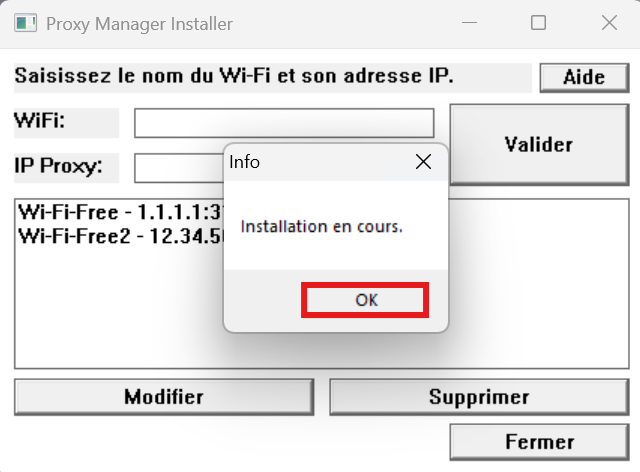 Proxy Manager Installer
Saisissez le nom du Wi-Fi et son adresse IP.
Aide
WiFi:
Valider
IP Proxy:
Info
Installation en cours.
OK
Wi-Fi-Free - 1.1.1.1:3
Wi-Fi-Free2 - 12.34.5
Modifier
Supprimer
Fermer